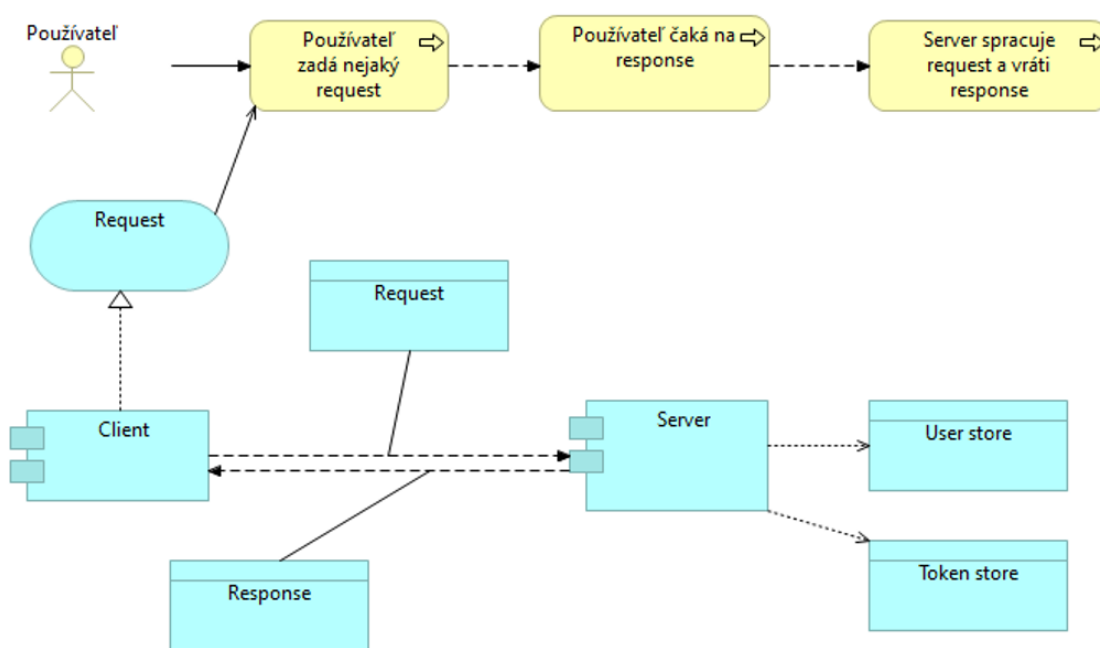 Používateľ
Používateľ
zadá nejaký
request
Používateľ čaká na
response
Server spracuje
request a vráti
response
Request
Request
Client
Server
User store
Token store
Response